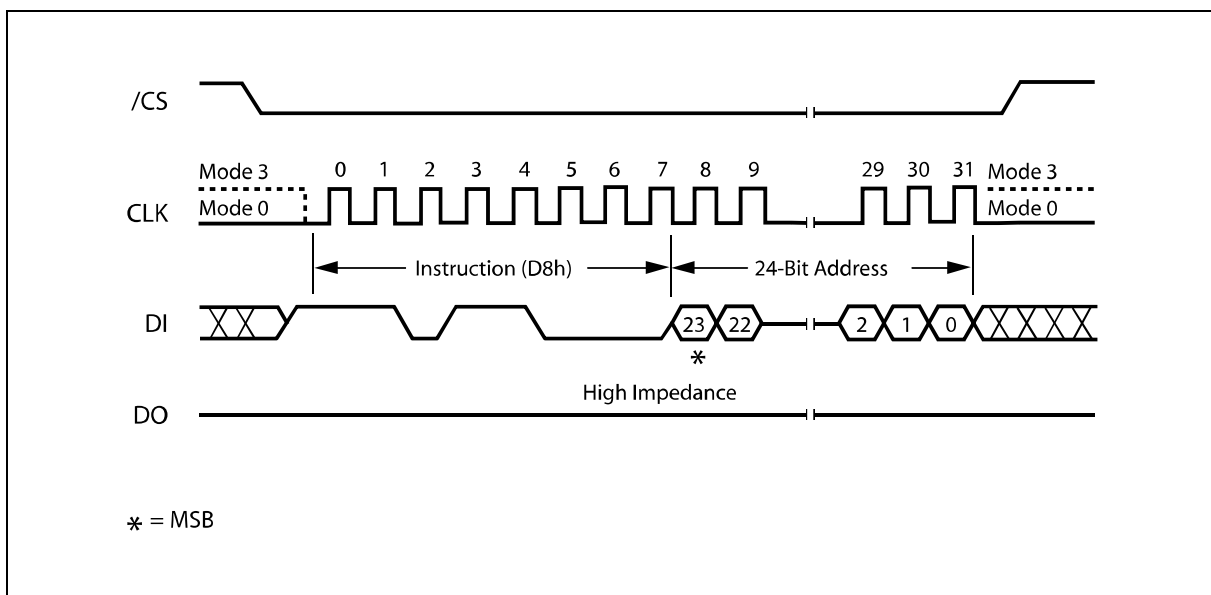 /CS
Mode 3 0 1 2 3 4 5 6 7 8 9 29 30 31 Mode 3
CLK Mode 0 Mode 0
Instruction (D8h) 24-Bit Address
DI 23 22 2 1 0
*
High Impedance
DO
* = MSB